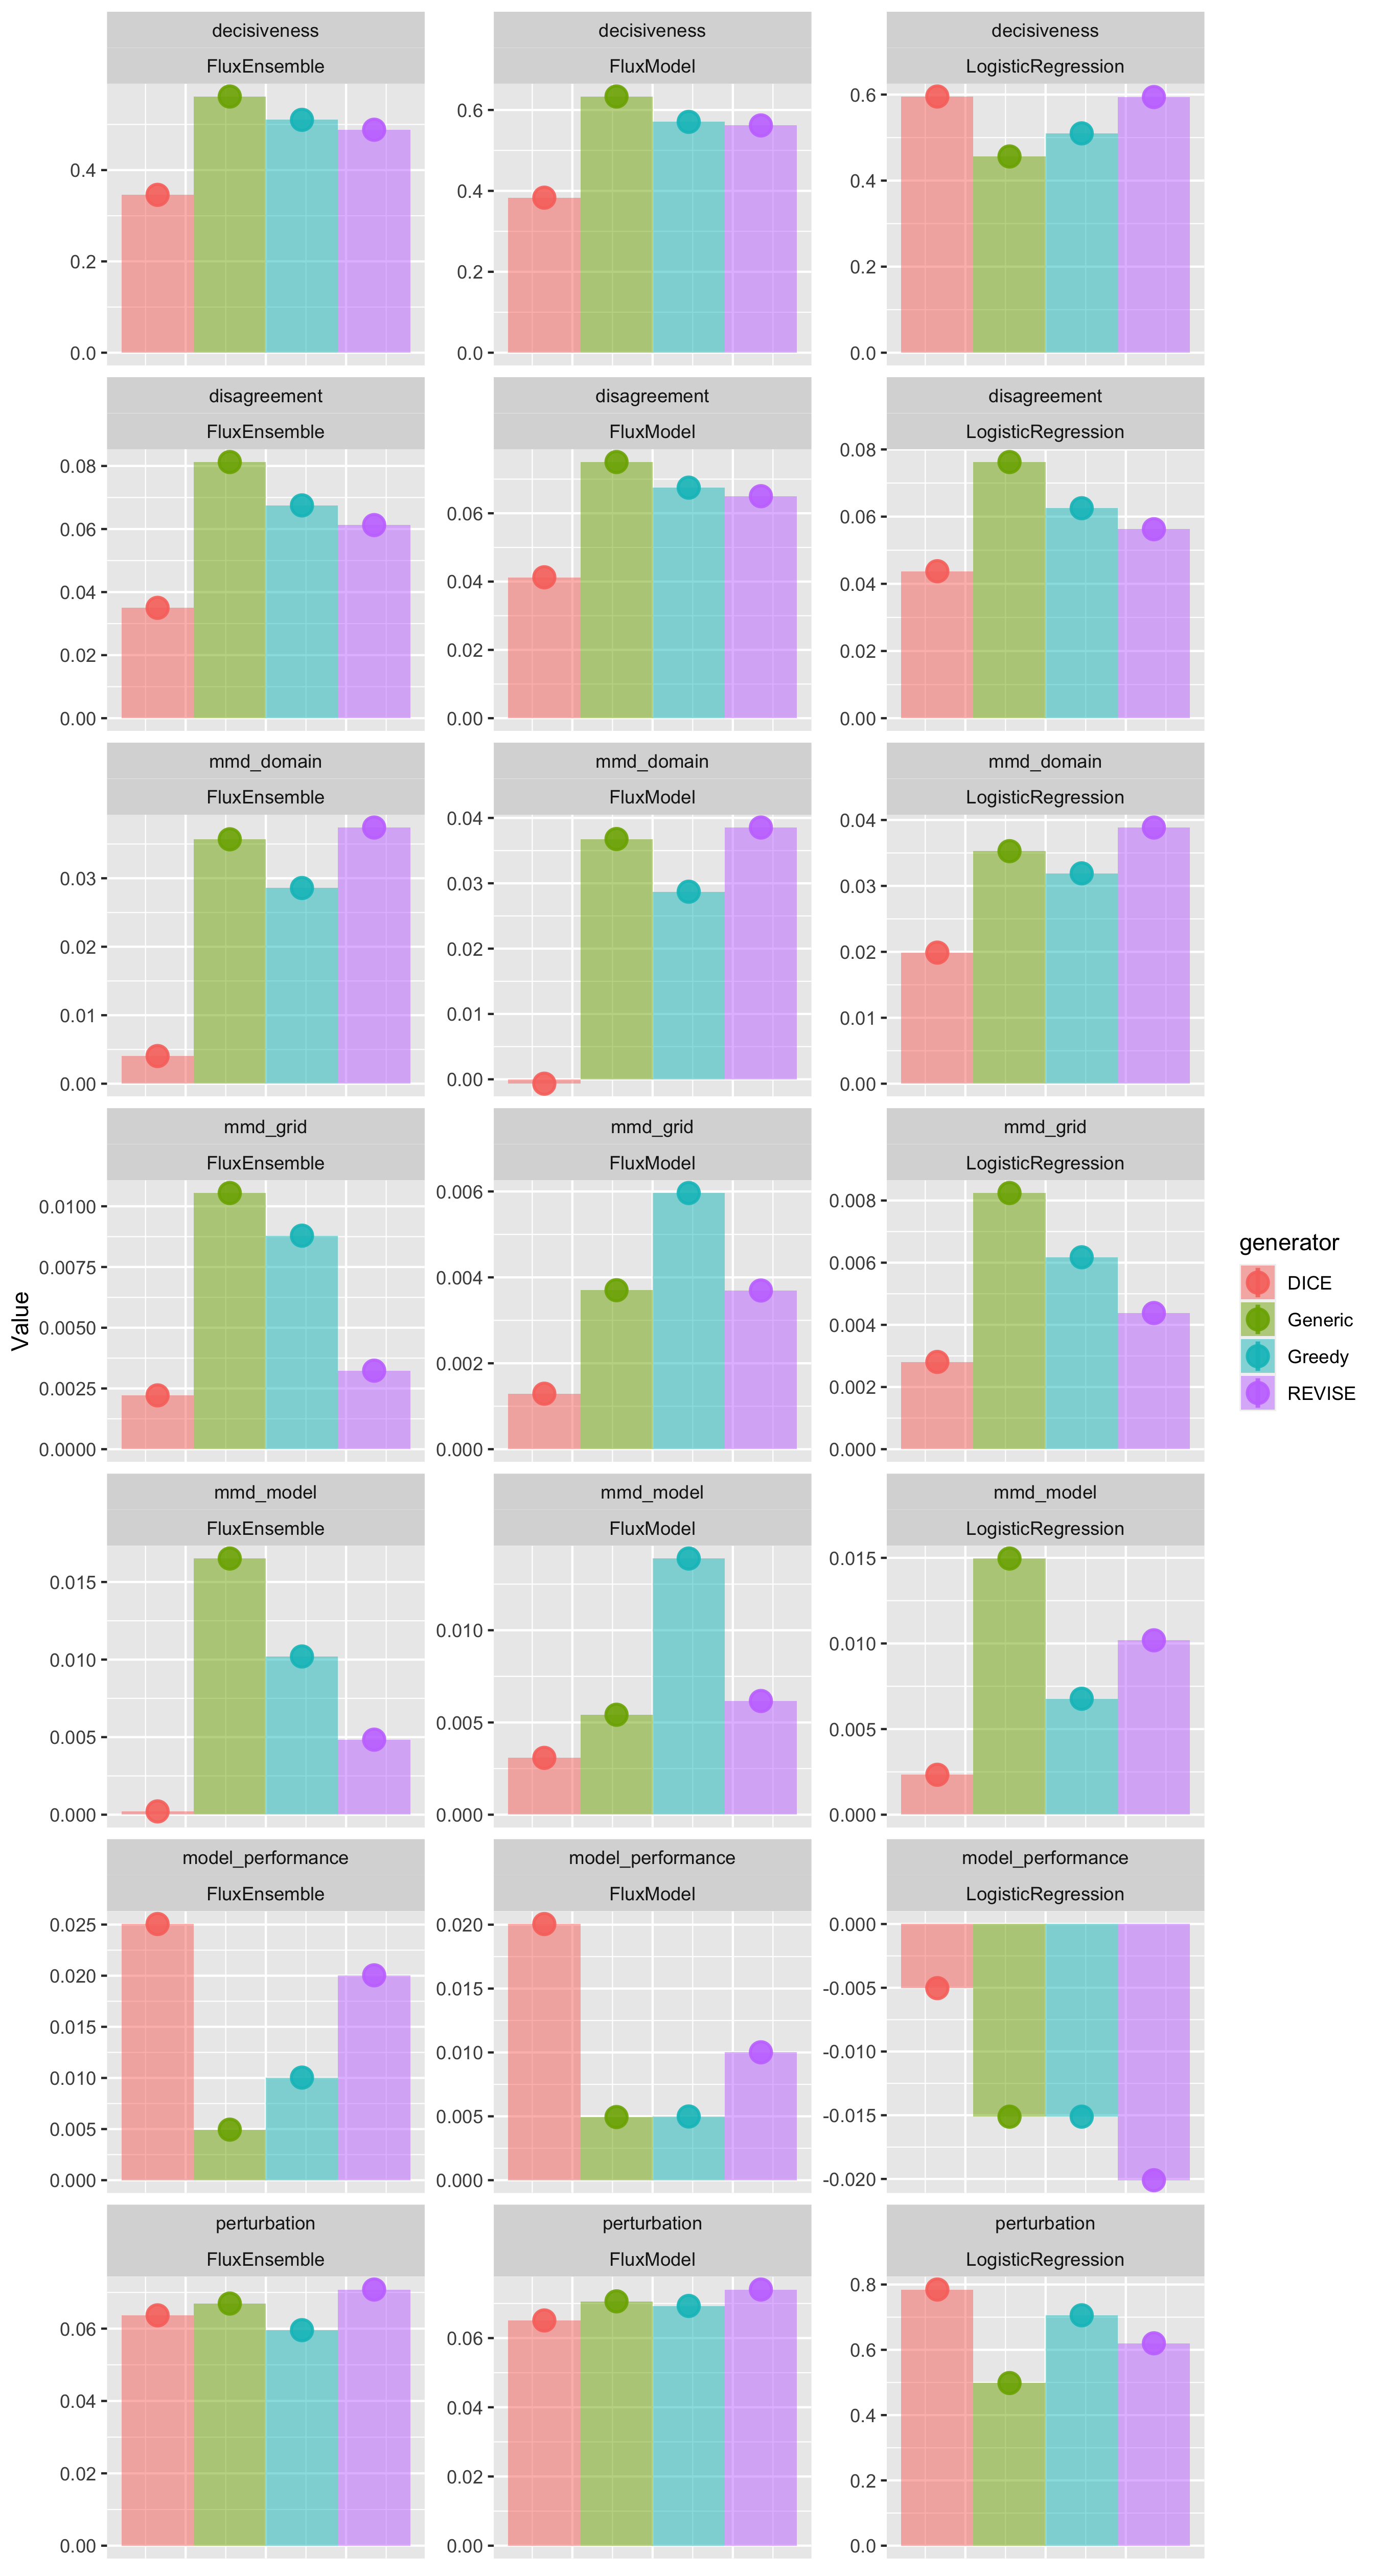 decisiveness
decisiveness
decisiveness
FluxEnsemble
FluxModel
LogisticRegression
0.4
0.2
0.0
0.6
0.4
0.2
0.0
0.6
0.4
0.2
0.0
disagreement
disagreement
disagreement
FluxEnsemble
FluxModel
LogisticRegression
0.08
0.06
0.04
0.02
0.00
0.06
0.04
0.02
0.00
0.08
0.06
0.04
0.02
0.00
mmd_domain
mmd_domain
mmd_domain
FluxEnsemble
FluxModel
LogisticRegression
0.03
0.02
0.01
0.00
0.04
0.03
0.02
0.01
0.00
0.04
0.03
0.02
0.01
0.00
mmd_grid
mmd_grid
mmd_grid
FluxEnsemble
FluxModel
LogisticRegression
0.0100
0.0075
0.0050
0.0025
0.0000
0.006
0.004
0.002
0.000
0.008
0.006
0.004
0.002
0.000
Value
generator
DICE
Generic
Greedy
REVISE
mmd_model
mmd_model
mmd_model
FluxEnsemble
FluxModel
LogisticRegression
0.015
0.010
0.005
0.000
0.010
0.005
0.000
0.015
0.010
0.005
0.000
model_performance
model_performance
model_performance
FluxEnsemble
FluxModel
LogisticRegression
0.025
0.020
0.015
0.010
0.005
0.000
0.020
0.015
0.010
0.005
0.000
0.000
-0.005
-0.010
-0.015
-0.020
perturbation
perturbation
perturbation
FluxEnsemble
FluxModel
LogisticRegression
0.06
0.04
0.02
0.00
0.06
0.04
0.02
0.00
0.8
0.6
0.4
0.2
0.0